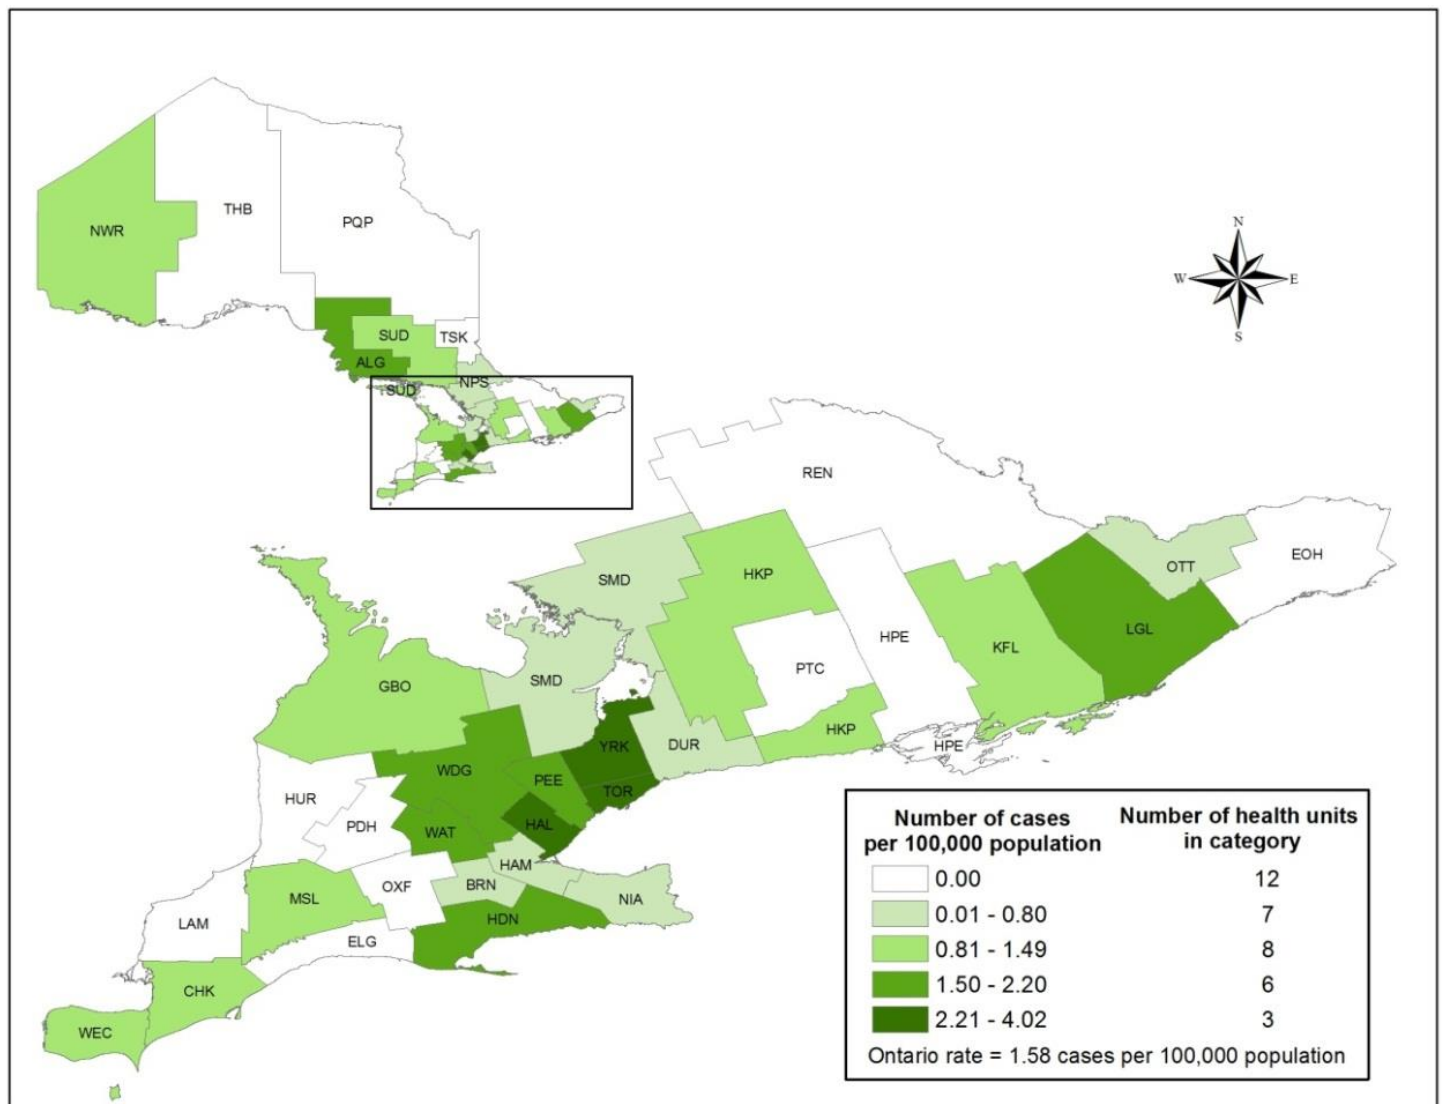 N
W
E
S
THB
PQP
NWR
SUD
TSK
ALG
NPS
SUD
REN
EOH
OTT
SMD
HKP
LGL
HPE
KFL
PTC
GBO
SMD
HKP
YRK
DUR
HPE
WDG
PEE
TOR
HUR
PDH
WAT
HAL
HAM
OXF
BRN
MSL
NIA
HDN
LAM
ELG
CHK
WEC
Number of cases per 100,000 population
Number of health units in category
0.00 12
0.01 - 0.80 7
0.81 - 1.49 8
1.50 - 2.20 6
2.21 - 4.02 3
Ontario rate = 1.58 cases per 100,000 population